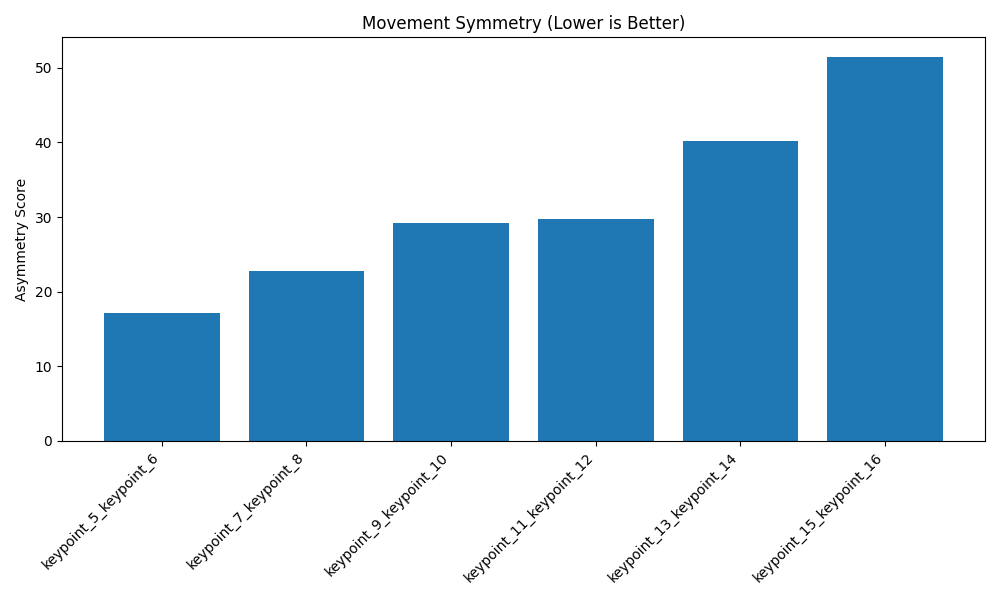 Movement Symmetry (Lower is Better)
Asymmetry Score
50
40
30
20
10
0
keypoint_5_keypoint_6
keypoint_7_keypoint_8
keypoint_9_keypoint_10
keypoint_11_keypoint_12
keypoint_13_keypoint_14
keypoint_15_keypoint_16